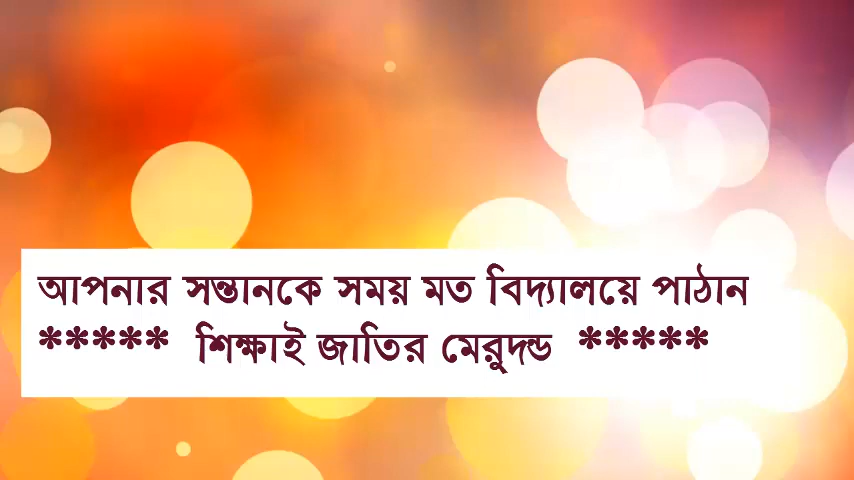 আপনার সন্তানকে সময় মত বিদ্যালয়ে পাঠান
***** শিক্ষাই জাতির মেরুদন্ড *****